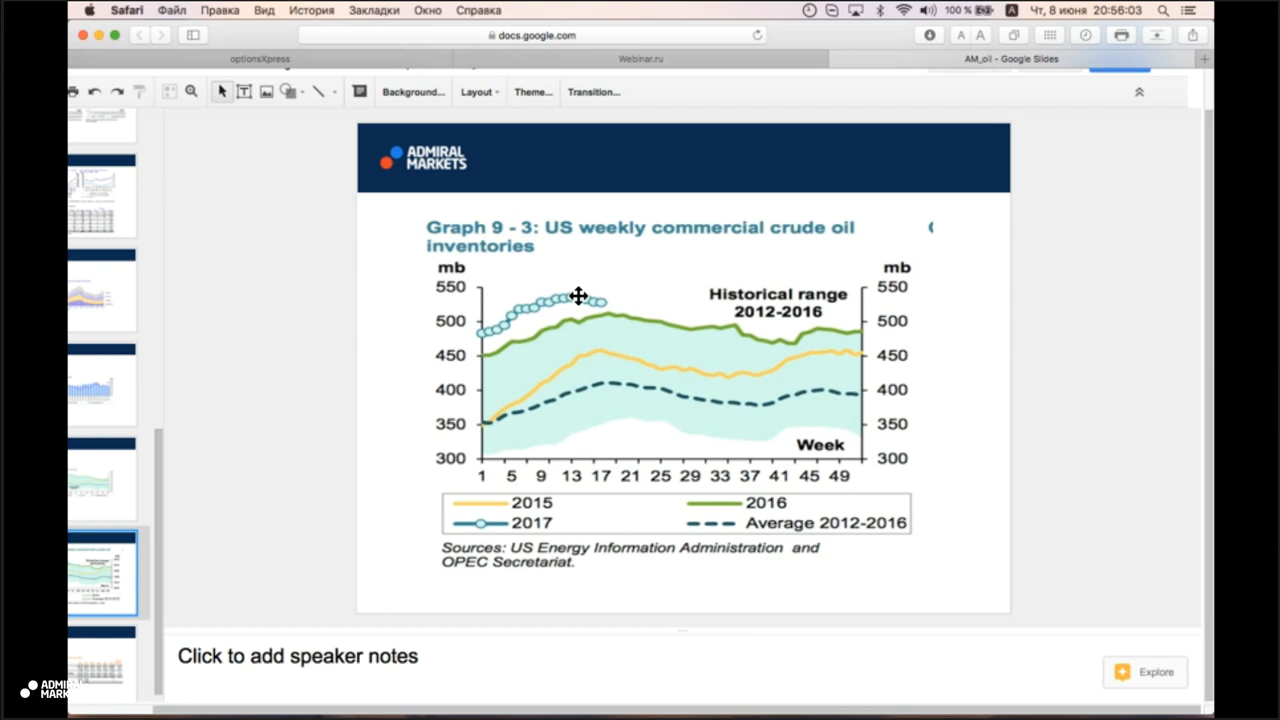 Safari Файл Правка Вид История Закладки Окно Справка 100 % A Чт, 8 июня 20:56:03
docs.google.com A A
optionsXpress Webinar.ru AM_oil - Google Slides +
Background... Layout Theme... Transition...
ADMIRAL
MARKETS
Graph 9 - 3: US weekly commercial crude oil
inventories
mb mb
550 550
Historical range
2012-2016
500 500
450 450
400 400
350 350
Week
300 300
1 5 9 13 17 21 25 29 33 37 41 45 49
2015 2016
2017 Average 2012-2016
Sources: US Energy Information Administration and
OPEC Secretariat.
Click to add speaker notes
Explore
ADMIRAL
MARK